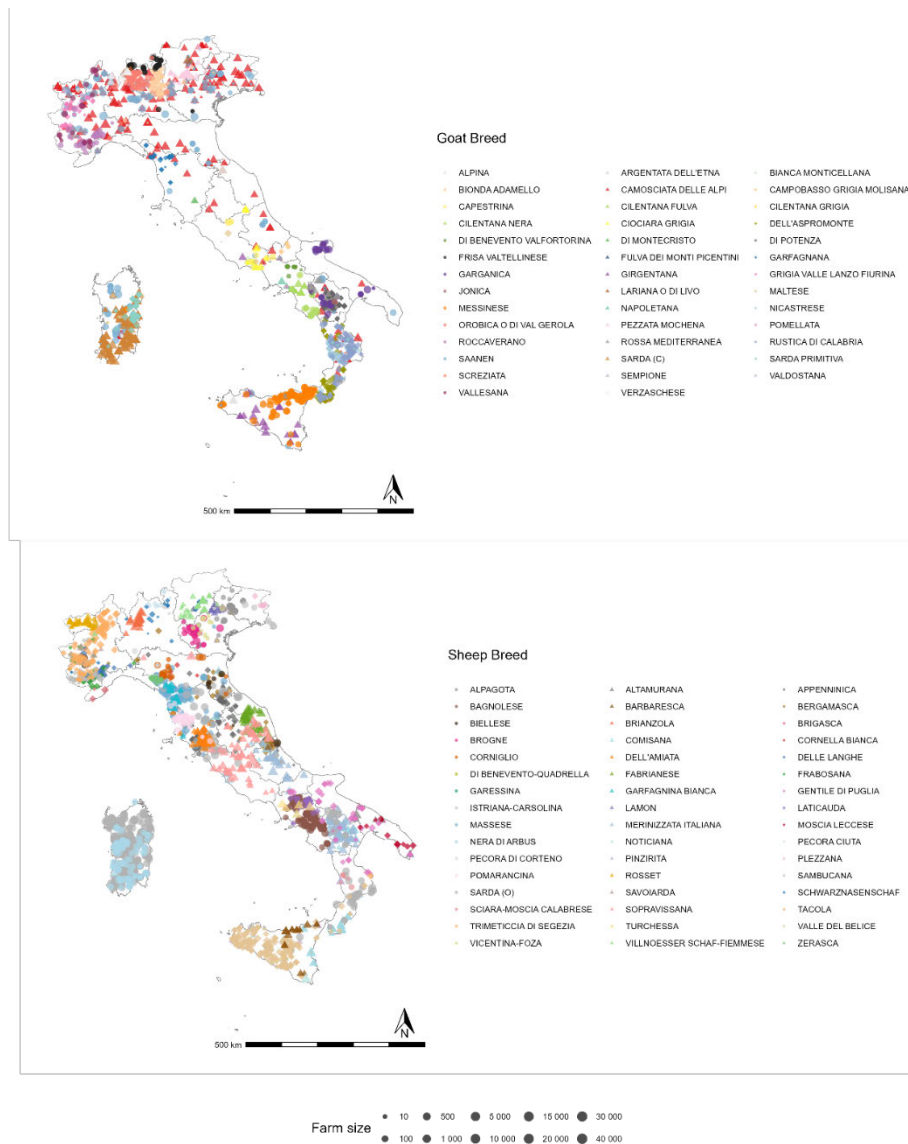 Goat Breed
ALPINA ARGENTATA DELL'ETNA BIANCA MONTICELLANA
BIONDA ADAMELLO CAMOSCIATA DELLE ALPI CAMPOBASSO GRIGIA MOLISANA
CAPESTRINA CILENTANA FULVA CILENTANA GRIGIA
CILENTANA NERA CIOCIARA GRIGIA DELL'ASPROMONTE
DI BENEVENTO VALFORTORINA DI MONTECRISTO DI POTENZA
FRISA VALTELLINESE FULVA DEI MONTI PICENTINI GARFAGNANA
GARGANICA GIRGENTANA GRIGIA VALLE LANZO FIURINA
JONICA LARIANA O DI LIVO MALTESE
MESSINESE NAPOLETANA NICASTRESE
OROBICA O DI VAL GEROLA PEZZATA MOCHENA POMELLATA
ROCCAVERANO ROSSA MEDITERRANEA RUSTICA DI CALABRIA
SAANEN SARDA (C) SARDA PRIMITIVA
SCREZIATA SEMPIONE VALDOSTANA
VALLESANA VERZASCHESE
N
500 km
Sheep Breed
ALPAGOTA ALTAMURANA APPENNINICA
BAGNOLESE BARBARESCA BERGAMASCA
BIELLESE BRIANZOLA BRIGASCA
BROGNE COMISANA CORNELLA BIANCA
CORNIGLIO DELL'AMIATA DELLE LANGHE
DI BENEVENTO-QUADRELLA FABRIANESE FRABOSANA
GARESSINA GARFAGNINA BIANCA GENTILE DI PUGLIA
ISTRIANA-CARSOLINA LAMON LATICAUDA
MASSESE MERINIZZATA ITALIANA MOSCIA LECCESE
NERA DI ARBUS NOTICIANA PECORA CIUTA
PECORA DI CORTENO PINZIRITA PLEZZANA
POMARANCINA ROSSET SAMBUCANA
SARDA (O) SAVOIARDA SCHWARZNASENSCHAF
SCIARA-MOSCIA CALABRESE SOPRAVISSANA TACOLA
TRIMETICCIA DI SEGEZIA TURCHESSA VALLE DEL BELICE
VICENTINA-FOZA VILLNOESSER SCHAF-FIEMMESE ZERASCA
N
500 km
Farm size
10 500 5 000 15 000 30 000
100 1 000 10 000 20 000 40 000